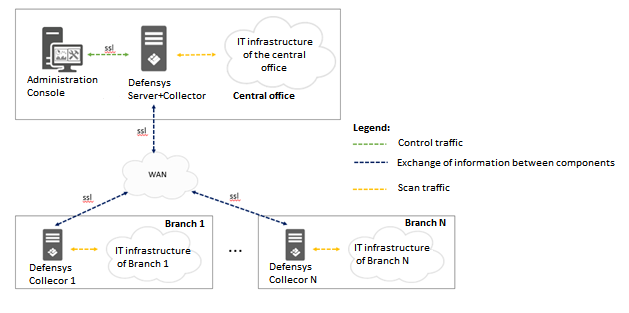 ssl
IT infrastructure
of the central
office
Administration
Console
Defensys
Server+Collector
Central office
ssl
Legend:
Control traffic
Exchange of information between components
Scan traffic
WAN
ssl
ssl
Branch 1
IT infrastructure
of Branch 1
Defensys
Collecor 1
...
Branch N
IT infrastructure
of Branch N
Defensys
Collecor N